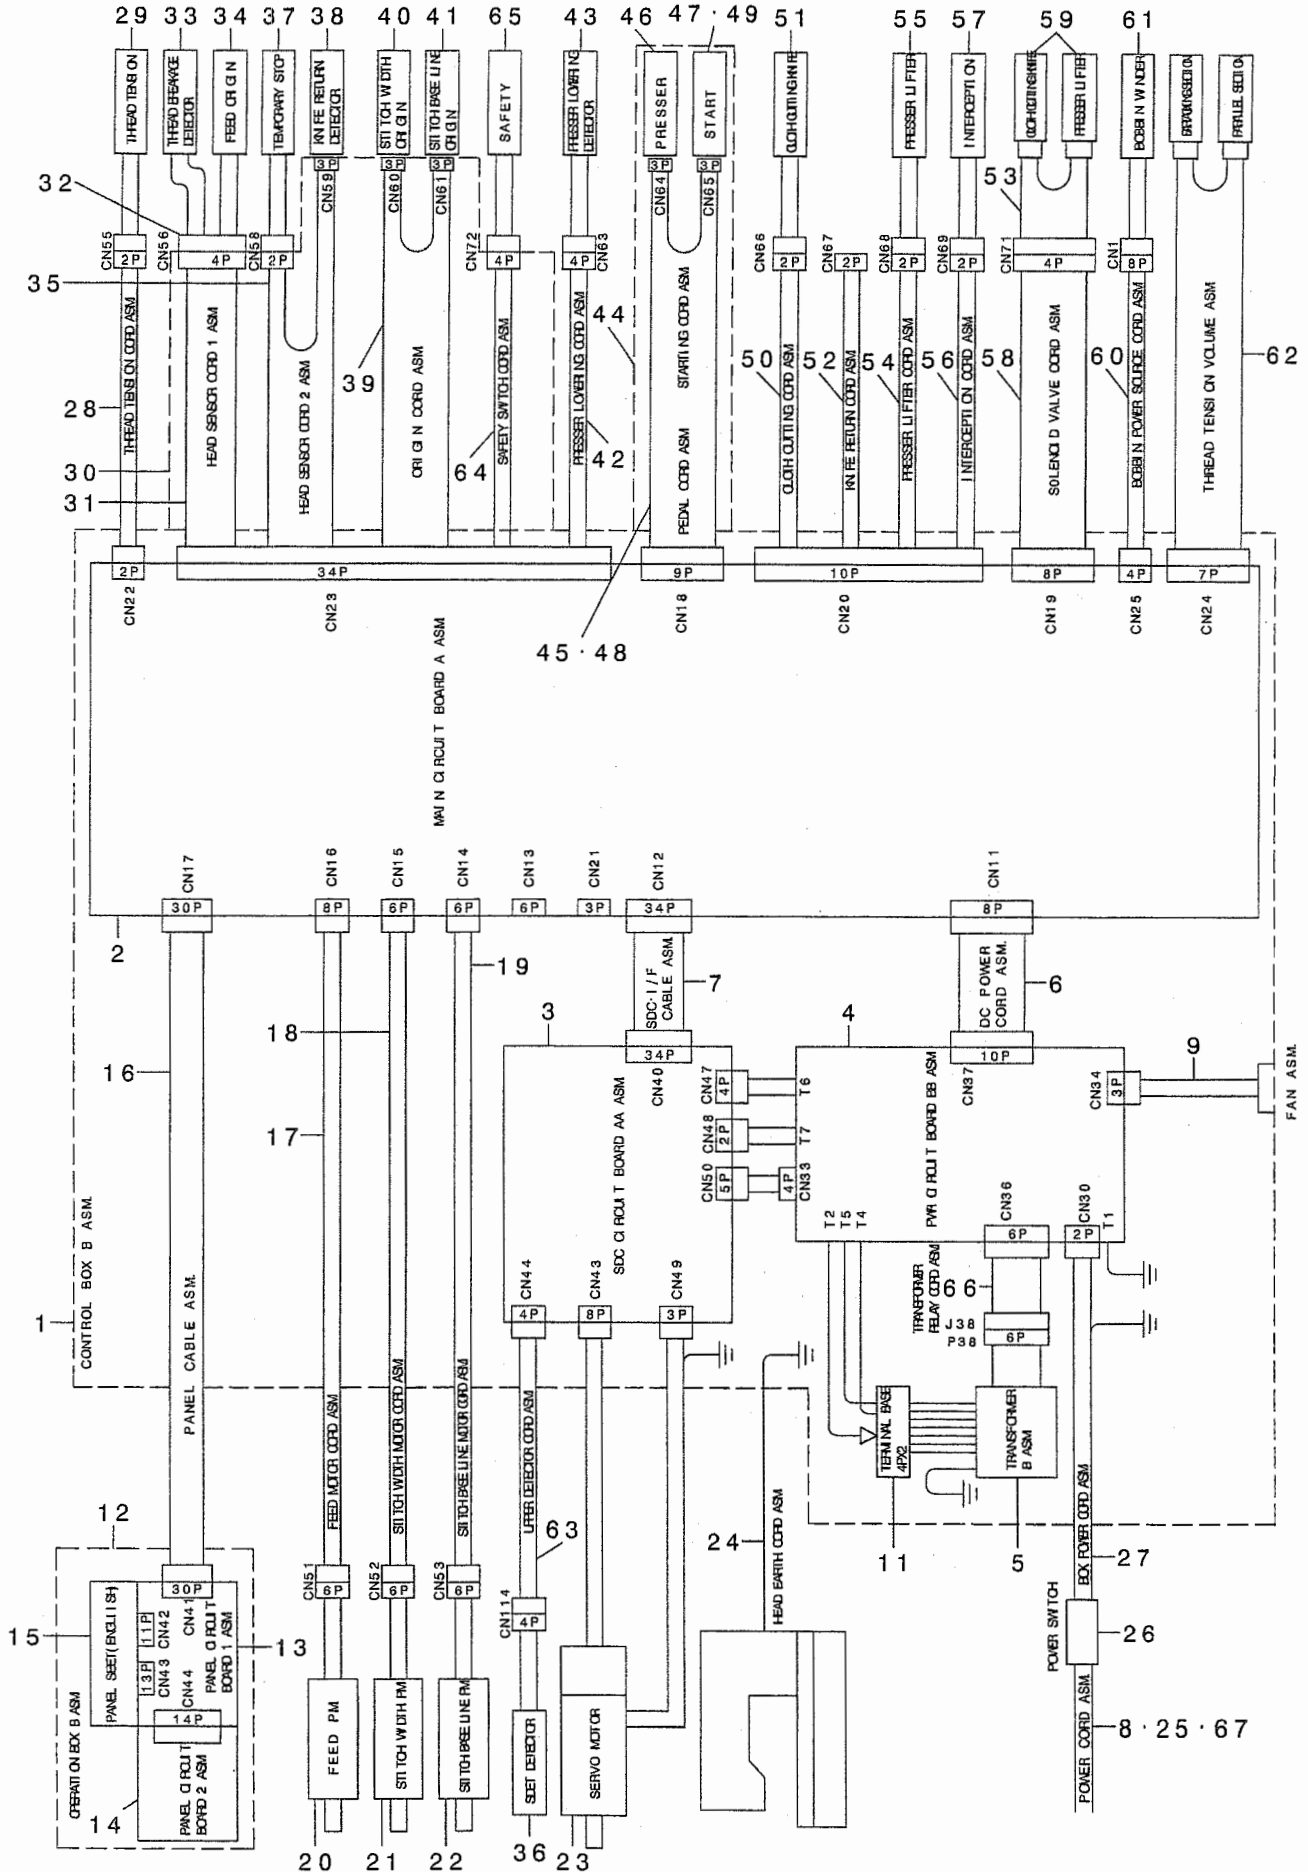 29
33
34
37
38
40
41
65
43
46
47 · 49
51
55
57
59
61
THREAD TENSION
THREAD BREAKAGE
DETECTOR
FEED ORIGIN
TEMPORARY STOP
KNIFE RETURN
DETECTOR
STITCH WIDTH
ORIGIN
STITCH BASE LINE
ORIGIN
SAFETY
PRESSER LOWERING
DETECTOR
PRESSER
START
CLOTH CUTTING KNIFE
PRESSER LIFTER
INTERCEPTION
CLOTH CUTTING KNIFE
PRESSER LIFTER
BOBBIN WINDER
PARALLEL SECTION
3P
3P
3P
3P
3P
CN59
CN60
CN61
CN64
CN65
32
53
CN55
CN56
CN58
CN72
CN63
CN66
CN67
CN68
CN69
CN71
CN1
2P
4P
2P
4P
4P
2P
2P
2P
2P
4P
8P
35
44
39
28
30
31
64
42
50
52
54
56
58
60
62
THREAD TENSION CORD ASM
HEAD SENSOR CORD 1 ASM
HEAD SENSOR CORD 2 ASM
ORIGIN CORD ASM
SAFETY SWITCH CORD ASM
PRESSER LOWERING CORD ASM
PEDAL CORD ASM
STARTING CORD ASM
CLOTH CUTTING CORD ASM
KNIFE RETURN CORD ASM
PRESSER LIFTER CORD ASM
INTERCEPTION CORD ASM
SOLENOID VALVE CORD ASM
BOBBIN POWER SOURCE CORD ASM
THREAD TENSION VOLUME ASM
2P
34P
9P
10P
8P
4P
7P
CN22
CN23
CN18
CN20
CN19
CN25
CN24
45 · 48
MAIN CIRCUIT BOARD A ASM
CN17
CN16
CN15
CN14
CN13
CN21
CN12
CN11
30P
8P
6P
6P
6P
3P
34P
8P
2
19
SDC·I/F
CABLE ASM.
7
DC POWER
CORD ASM.
6
3
4
9
18
16
17
34P
CN40
10P
CN37
CN47
4P
T6
CN48
2P
T7
CN50
5P
4P
CN33
CN34
3P
FAN ASM.
SDC CIRCUIT BOARD AA ASM
PWR CIRCUIT BOARD BB ASM
T2
T5
T4
CN36
6P
CN30
2P
T1
CN44
4P
CN43
8P
CN49
3P
TRANSFORMER
RELAY CORD ASM
66
J38
P38
6P
1
CONTROL BOX B ASM.
PANEL CABLE ASM.
FEED MOTOR CORD ASM
STITCH WIDTH MOTOR CORD ASM
STITCH BASE LINE MOTOR CORD ASM
UPPER DETECTOR CORD ASM
63
HEAD EARTH CORD ASM
24
TERMINAL BASE
4PX2
TRANSFORMER
B ASM
11
5
BOX POWER CORD ASM
27
POWER SWITCH
26
POWER CORD ASM.
8 · 25 · 67
12
15
13
14
OPERATION BOX B ASM
PANEL SEET(ENGLISH)
30P
11P
CN42
CN41
13P
CN43
CN44
PANEL CIRCUIT
BOARD 1 ASM
14P
PANEL CIRCUIT
BOARD 2 ASM
CN51
6P
CN52
6P
CN53
6P
CN114
4P
FEED PM
STITCH WIDTH PM
STITCH BASE LINE PM
SDET DETECTOR
SERVO MOTOR
20
21
22
36
23